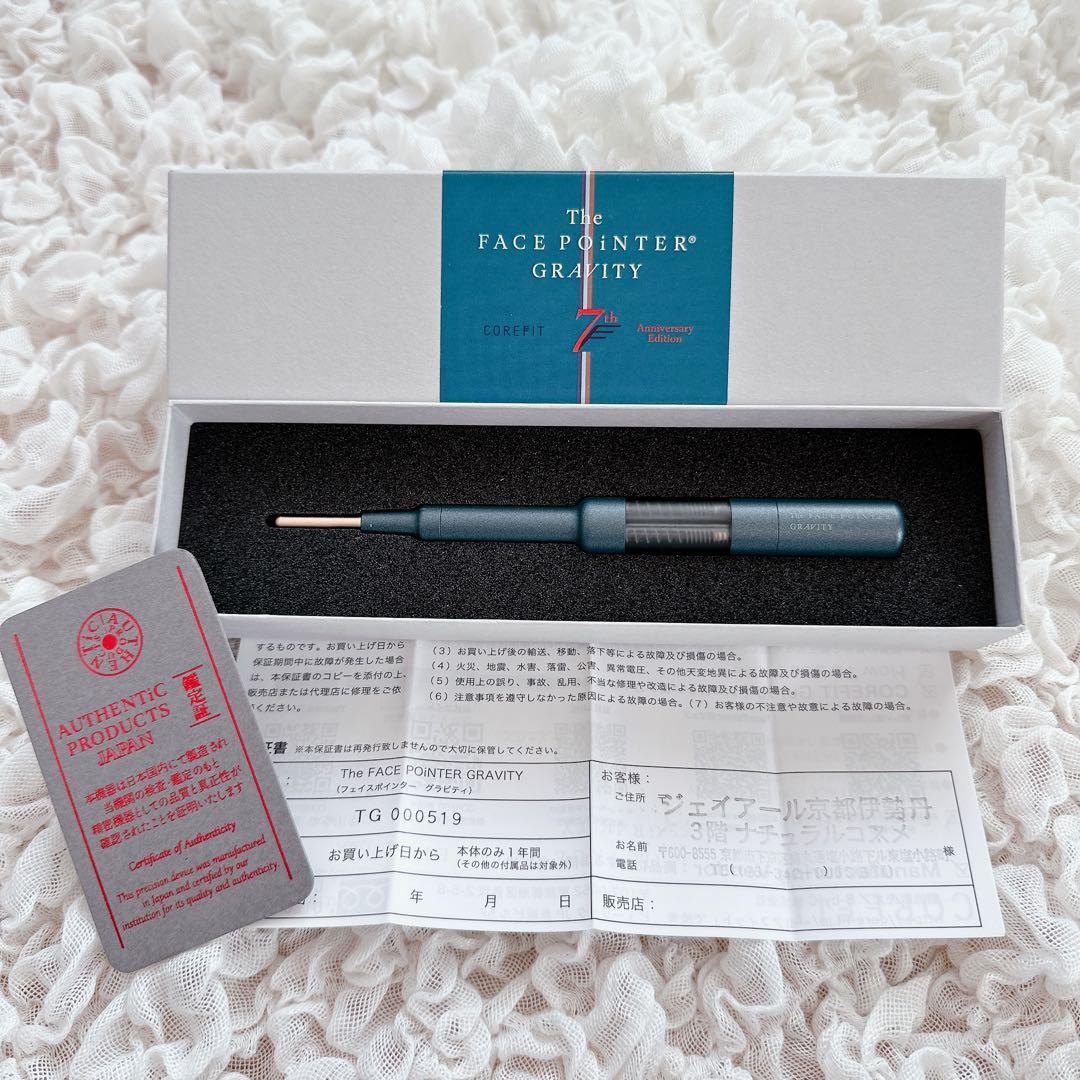 The
FACE POiNTER®
GRAVITY
COREFIT
7th
Anniversary
Edition
The FACE POiNTER
GRAVITY
AUTHENTiC
PRODUCTS
JAPAN
鑑定証
本機器は日本国内にて製造され
当機関の検査・鑑定のもと
精密機器としての品質と真正性が
確認されたことを証明いたします
Certificate of Authenticity
This precision device was manufactured
in Japan and certified by our
institution for its quality and authenticity.
するものです。お買い上げ日から
保証期間中に故障が発生した場合
は、本保証書のコピーを添付の上、
販売店または代理店に修理をご依
ください。
(3) お買い上げ後の輸送、移動、落下等による故障及び損傷の場合。
(4) 火災、地震、水害、落雷、公害、異常電圧、その他天変地異による故障及び損傷の場合。
(5) 使用上の誤り、事故、乱用、不当な修理や改造による故障及び損傷の場合。
(6) 注意事項を遵守しなかった原因による故障の場合。(7) お客様の不注意や故意による故障の場合。
証書 ※本保証書は再発行致しませんので大切に保管してください。
The FACE POiNTER GRAVITY
(フェイスポインター グラビティ)
TG 000519
お買い上げ日から 本体のみ1年間
(その他の付属品は対象外)
年 月 日
お客様:
ご住所 〒
ジェイアール京都伊勢丹
3階 ナチュラルコスメ
お名前 様
〒600-8555
電話 ( )
販売店: